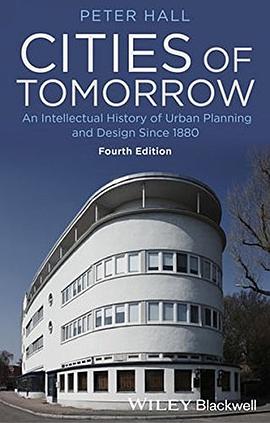 PETER HALL
CITIES OF
TOMORROW
An Intellectual History of Urban Planning
and Design Since 1880
Fourth Edition
WILEY Blackwell